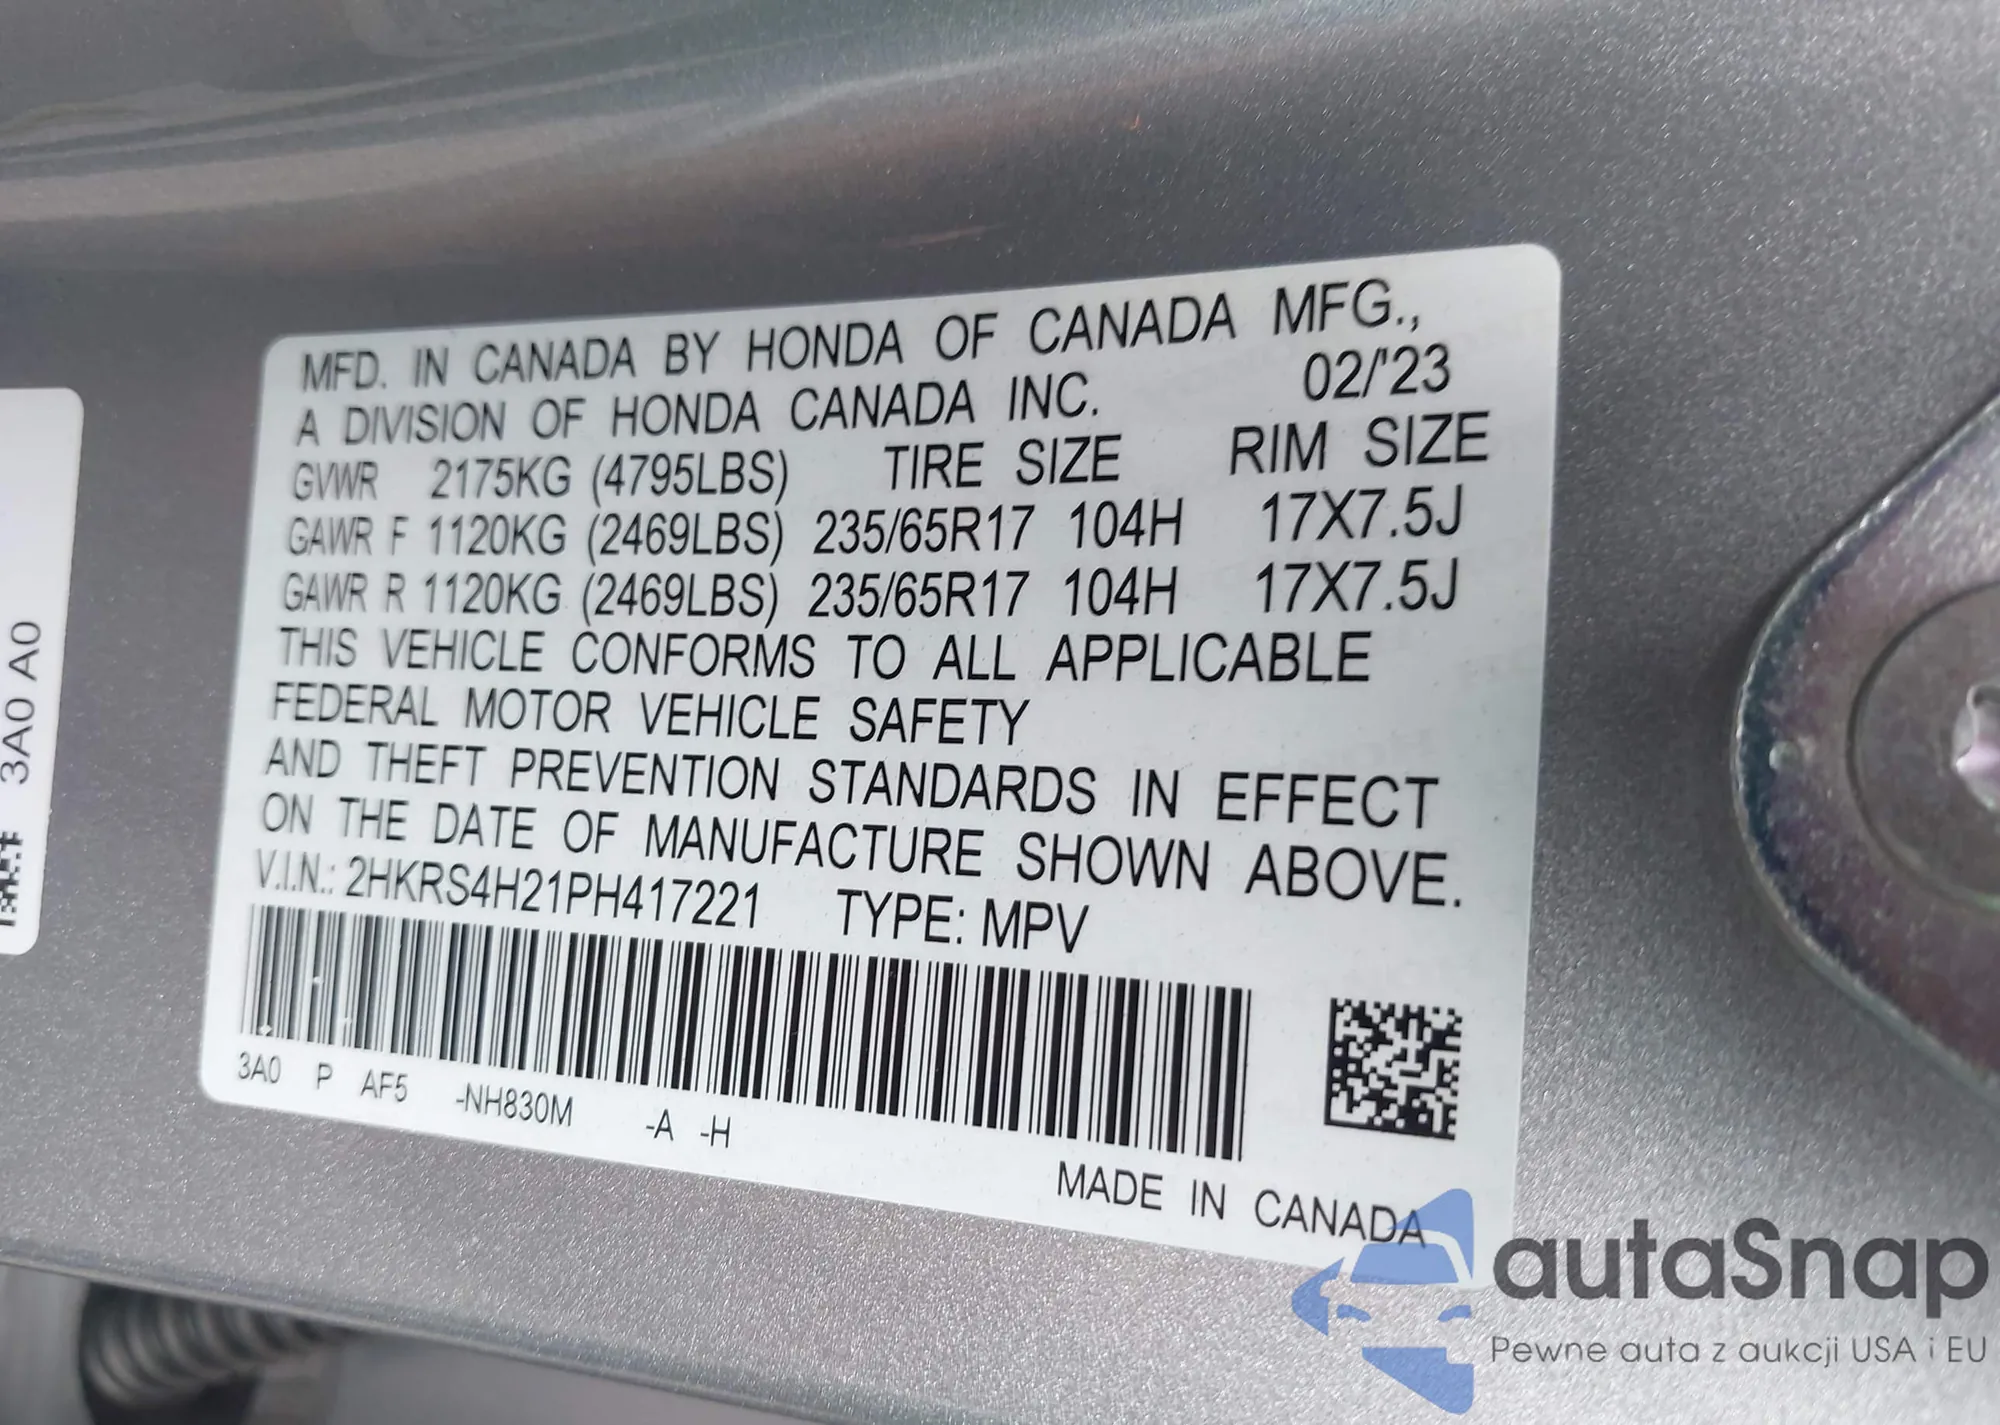 MFD. IN CANADA BY HONDA OF CANADA MFG.,
A DIVISION OF HONDA CANADA INC. 02/'23
GVWR 2175KG (4795LBS) TIRE SIZE RIM SIZE
GAWR F 1120KG (2469LBS) 235/65R17 104H 17X7.5J
GAWR R 1120KG (2469LBS) 235/65R17 104H 17X7.5J
THIS VEHICLE CONFORMS TO ALL APPLICABLE
FEDERAL MOTOR VEHICLE SAFETY
AND THEFT PREVENTION STANDARDS IN EFFECT
ON THE DATE OF MANUFACTURE SHOWN ABOVE.
V.I.N.: 2HKRS4H21PH417221 TYPE: MPV
3A0 P AF5 -NH830M -A -H
MADE IN CANADA
3A0 A0
autaSnap
Pewne auta z aukcji USA i EU